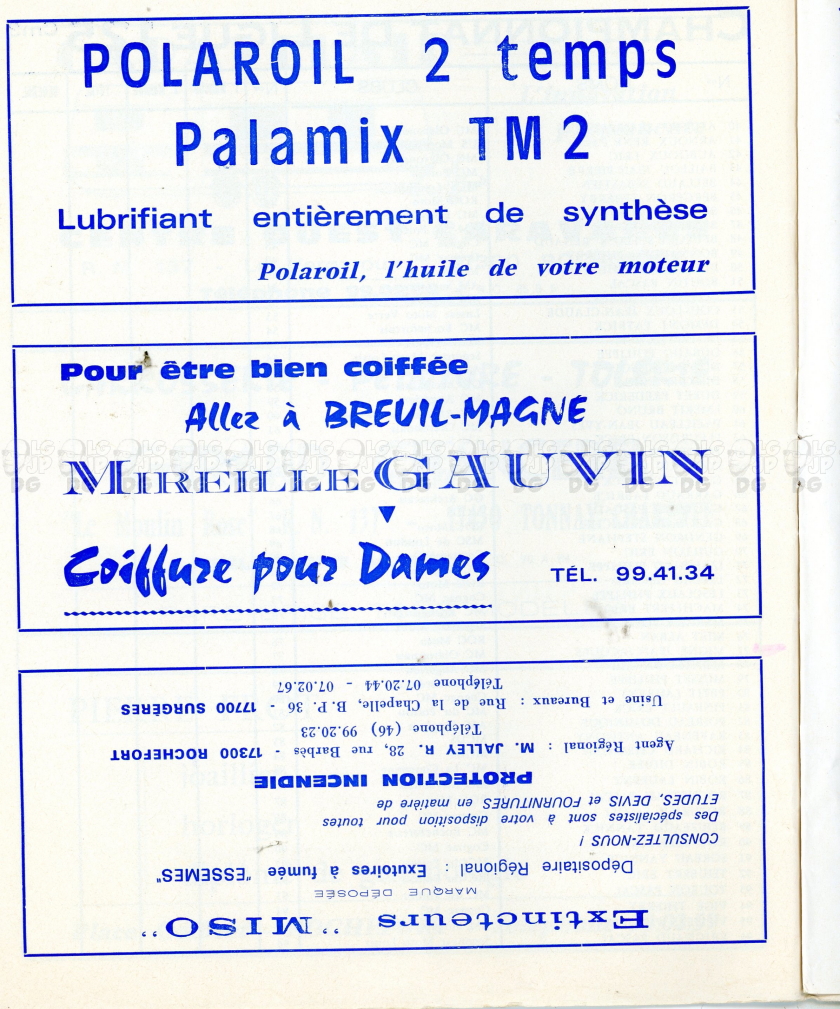 POLAROIL 2 temps
Palamix TM 2
Lubrifiant entièrement de synthèse
Polaroil, l'huile de votre moteur
Pour être bien coiffée
Allez à BREUIL-MAGNE
MIREILLE GAUVIN
Coiffure pour Dames
TÉL. 99.41.34
Extincteurs "MISO"
MARQUE DÉPOSÉE
Dépositaire Régional : Exutoires à fumée "ESSEMES"
CONSULTEZ-NOUS !
Des spécialistes sont à votre disposition pour toutes
ETUDES, DEVIS et FOURNITURES en matière de
PROTECTION INCENDIE
Agent Régional : M. JALLEY R. 28, rue Barbès - 17300 ROCHEFORT
Téléphone (46) 99.20.23
Usine et Bureaux : Rue de la Chapelle, B.P. 36 - 17700 SURGÈRES
Téléphone 07.20.44 - 07.02.67